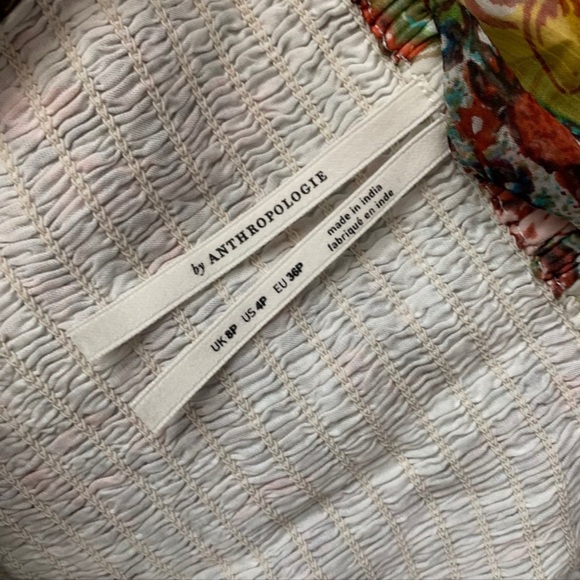 by ANTHROPOLOGIE
UK 8P US 4P EU 36P
made in india
fabriqué en inde